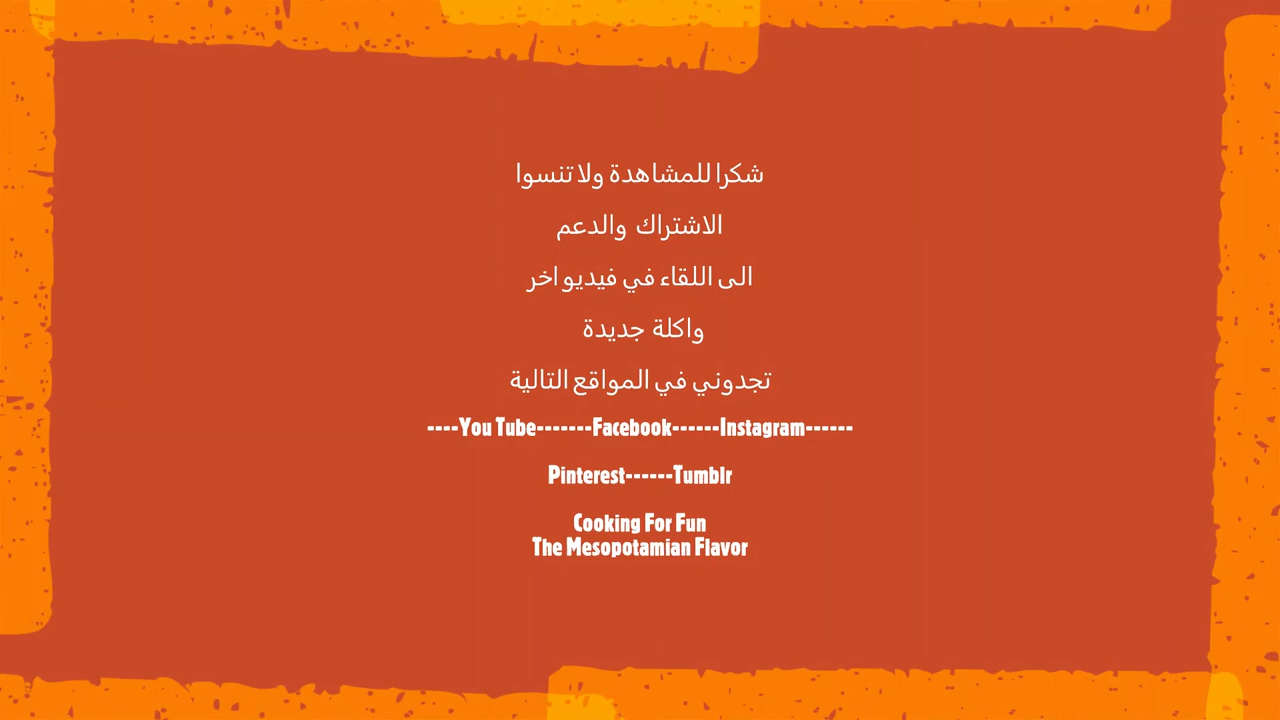 شكرا للمشاهدة ولا تنسوا
الاشتراك والدعم
الى اللقاء في فيديو اخر
واكلة جديدة
تجدوني في المواقع التالية
----You Tube-------Facebook------Instagram------
Pinterest------Tumblr
Cooking For Fun
The Mesopotamian Flavor